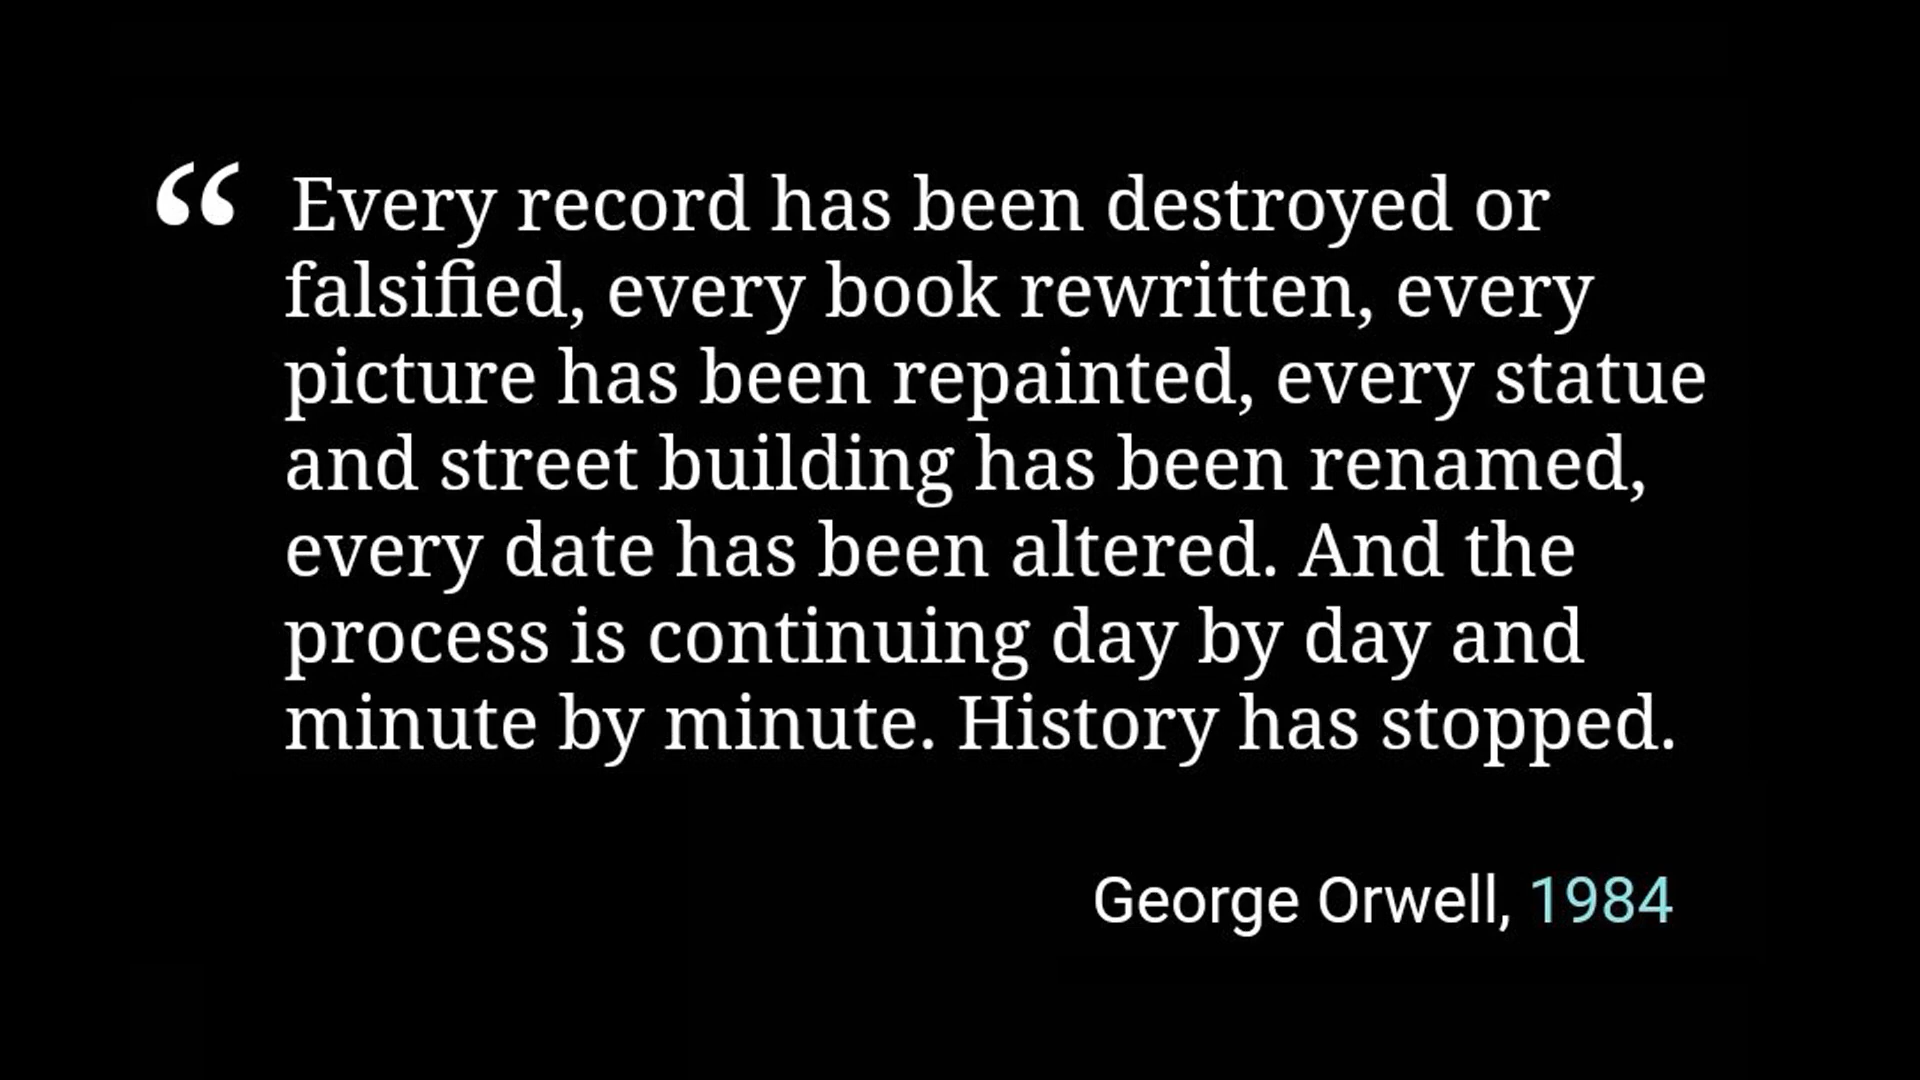 “ Every record has been destroyed or
falsified, every book rewritten, every
picture has been repainted, every statue
and street building has been renamed,
every date has been altered. And the
process is continuing day by day and
minute by minute. History has stopped.
George Orwell, 1984